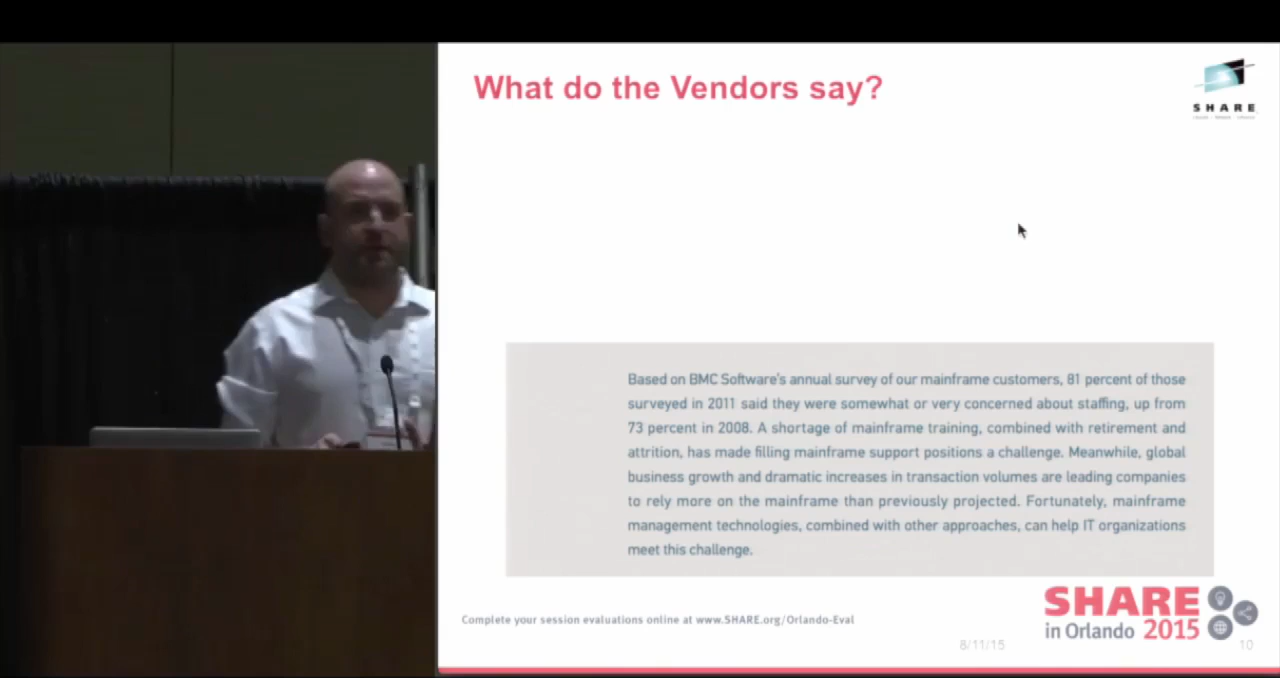 What do the Vendors say?
SHARE
Based on BMC Software's annual survey of our mainframe customers, 81 percent of those
surveyed in 2011 said they were somewhat or very concerned about staffing, up from
73 percent in 2008. A shortage of mainframe training, combined with retirement and
attrition, has made filling mainframe support positions a challenge. Meanwhile, global
business growth and dramatic increases in transaction volumes are leading companies
to rely more on the mainframe than previously projected. Fortunately, mainframe
management technologies, combined with other approaches, can help IT organizations
meet this challenge.
Complete your session evaluations online at www.SHARE.org/Orlando-Eval
SHARE
in Orlando 2015
8/11/15
10